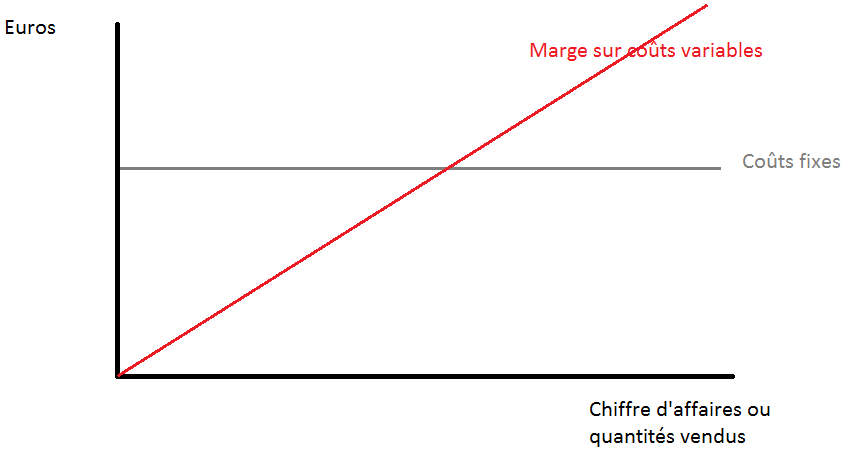 Euros
Marge sur coûts variables
Coûts fixes
Chiffre d'affaires ou
quantités vendus